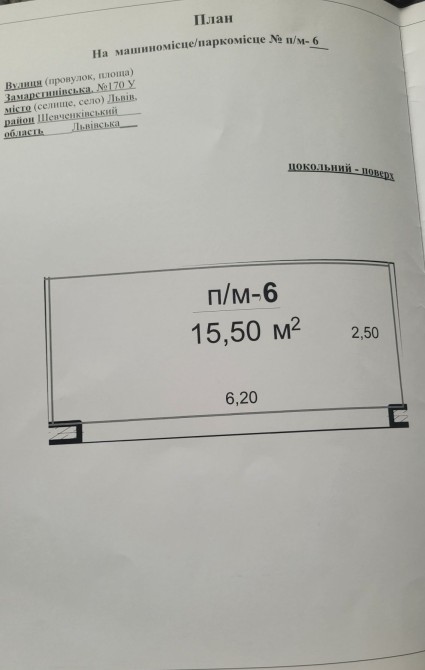 План
На машиномісце/паркомісце № п/м- 6
Вулиця (провулок, площа)
Замарстинівська, №170 У
місто (селище, село) Львів,
район Шевченківський
область Львівська
цокольний - поверх
п/м-6
15,50 м²
2,50
6,20